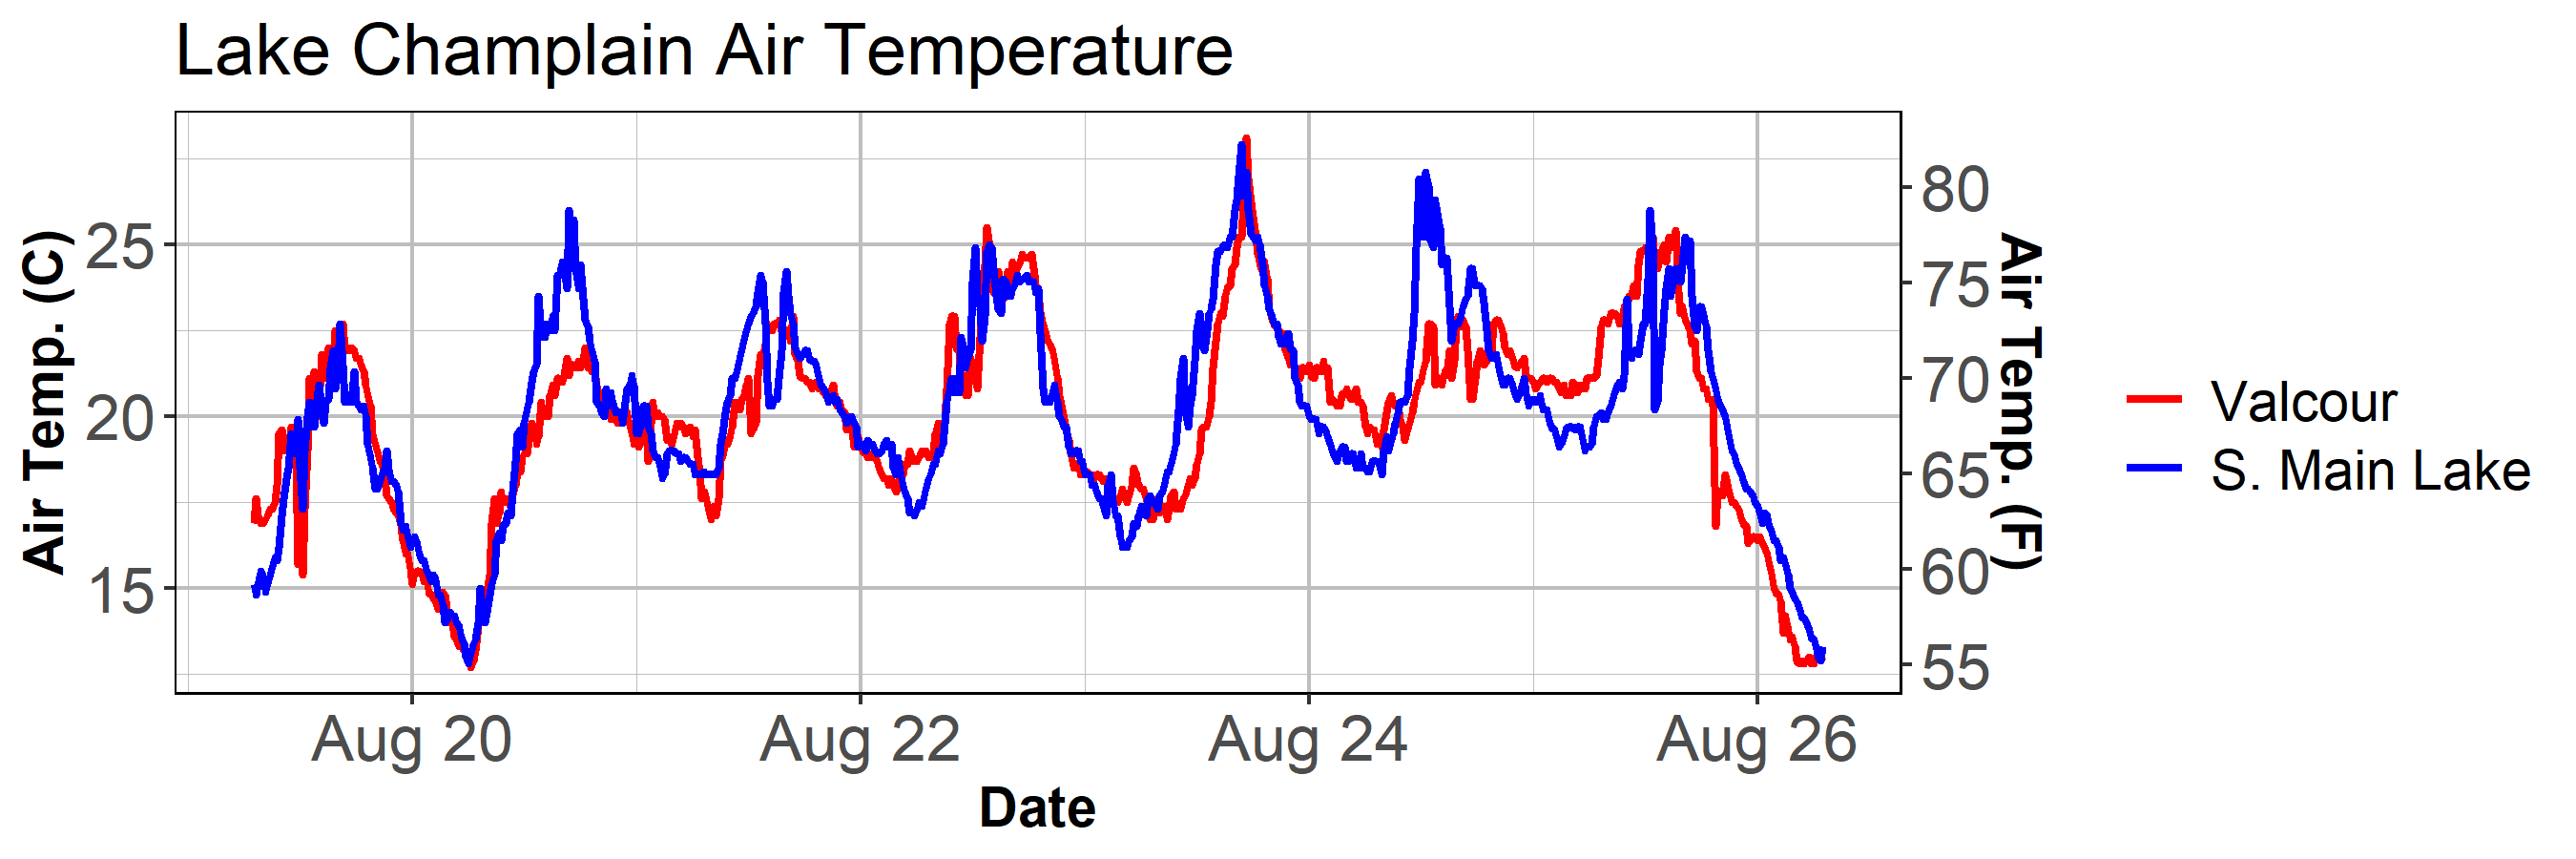 Lake Champlain Air Temperature
Air Temp. (C)
25
20
15
80
75
70
65
60
55
Air Temp. (F)
Aug 20
Aug 22
Aug 24
Aug 26
Date
Valcour
S. Main Lake